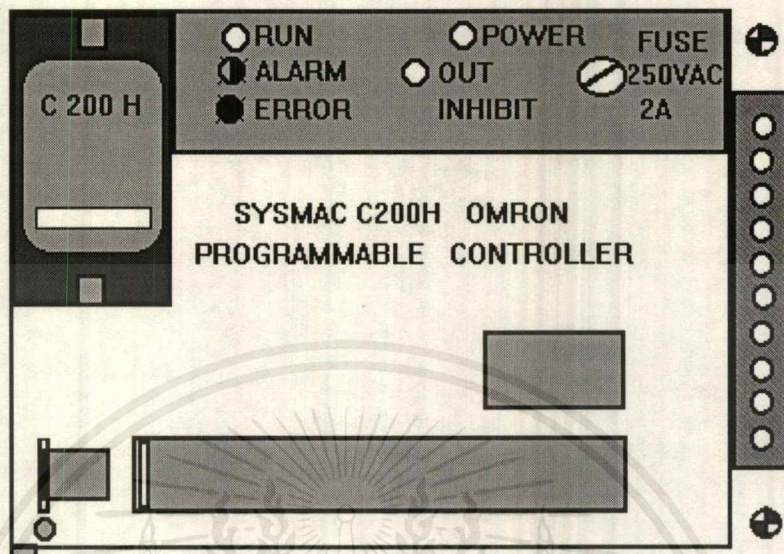 RUN POWER FUSE
ALARM OUT 250VAC
ERROR INHIBIT 2A
C 200 H
SYSMAC C200H OMRON
PROGRAMMABLE CONTROLLER